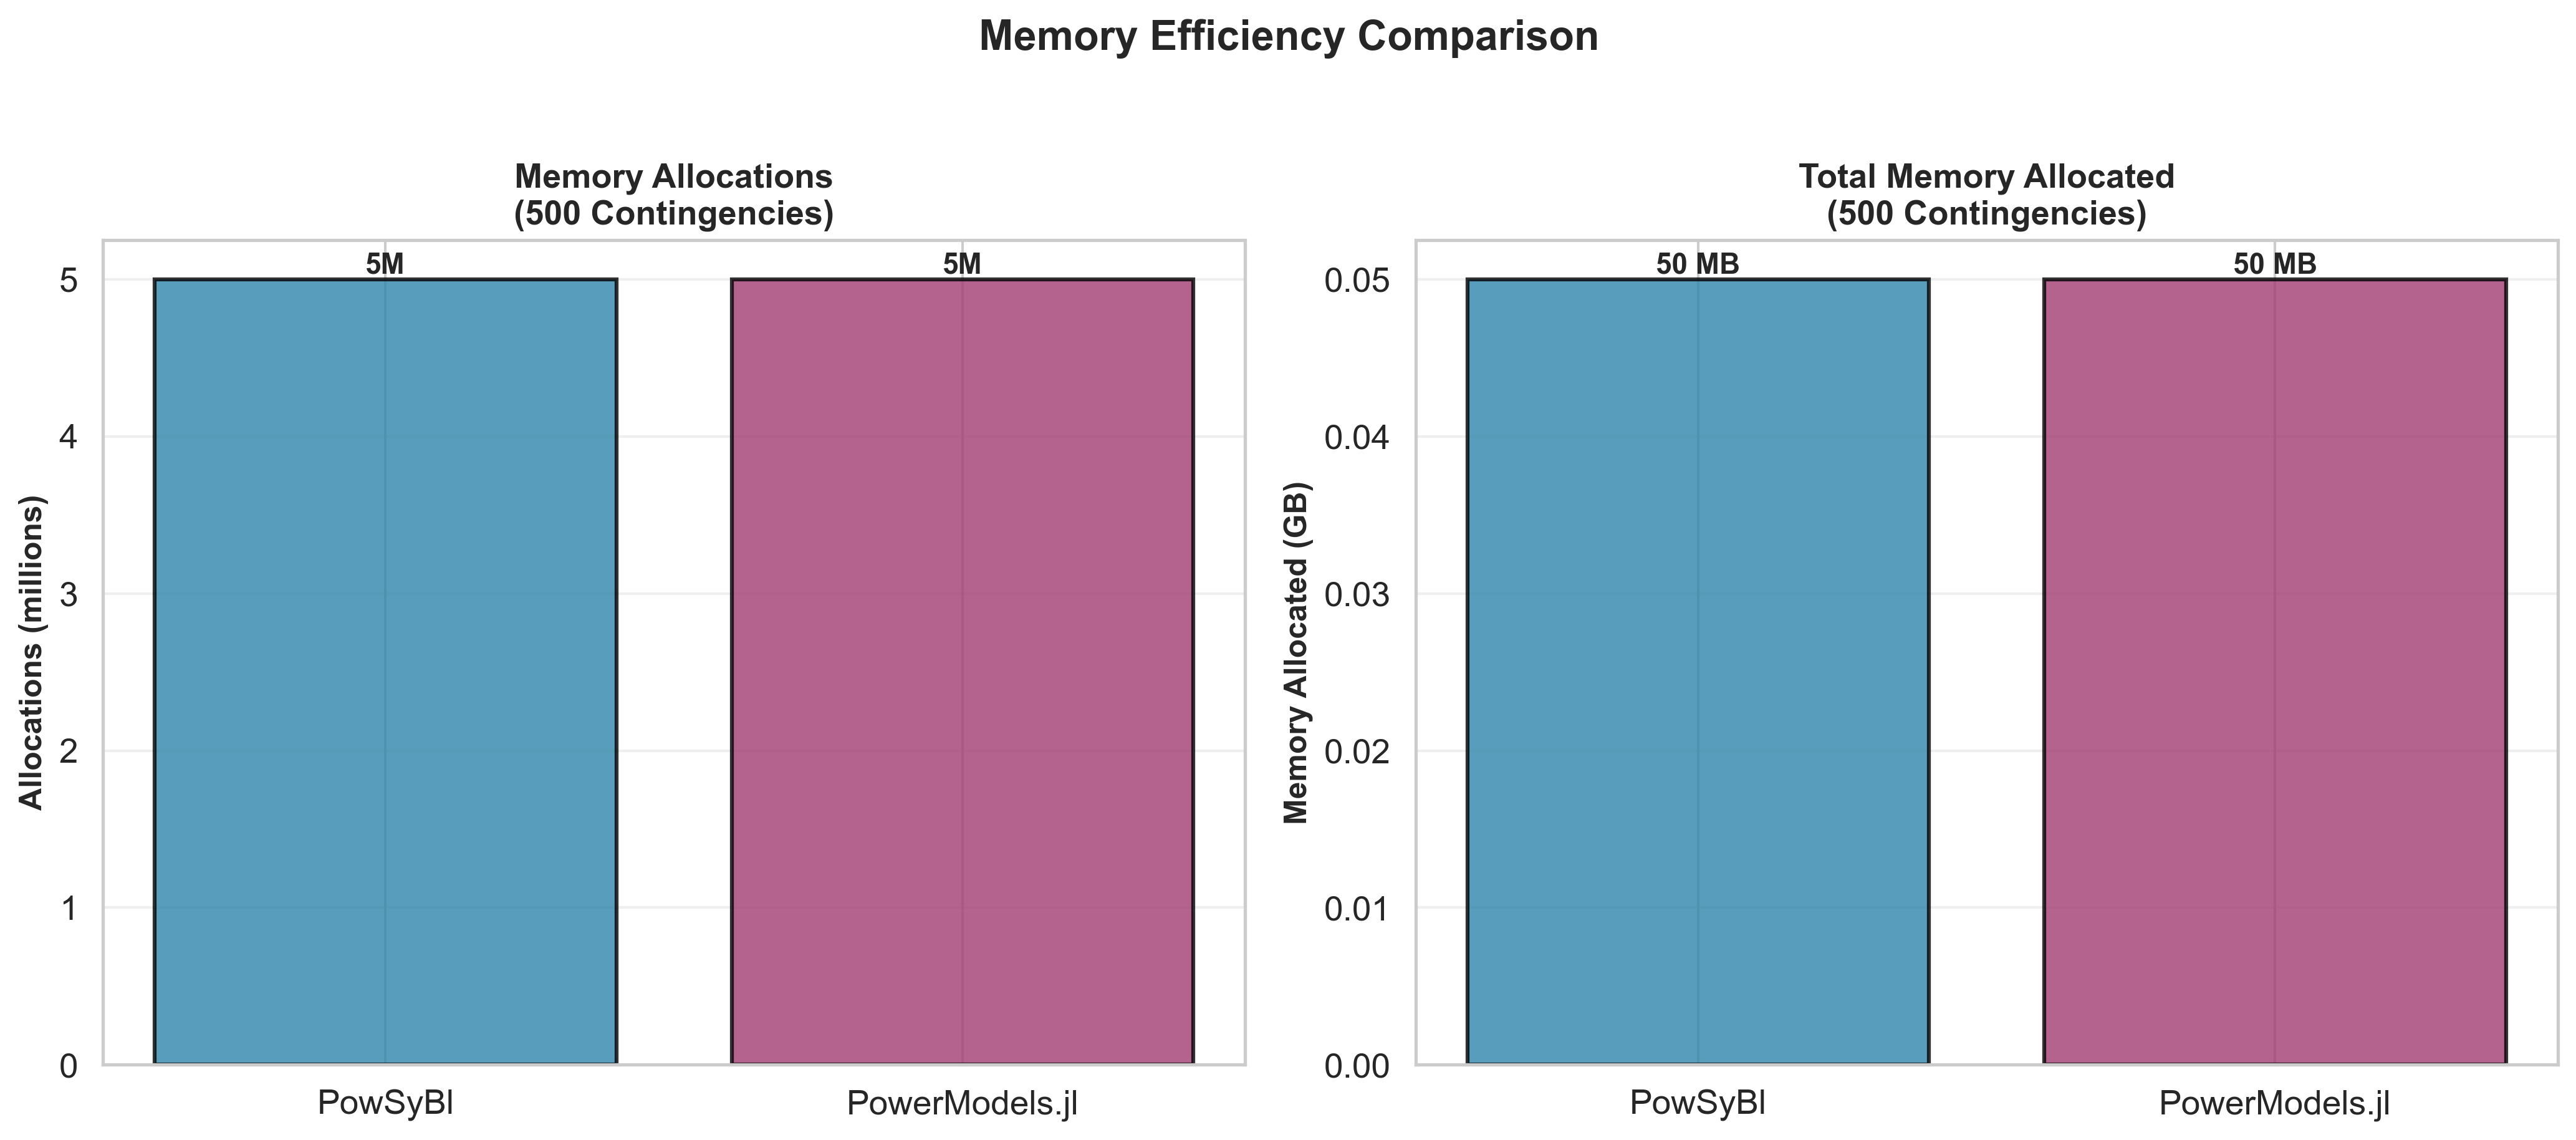 Memory Efficiency Comparison
Memory Allocations
(500 Contingencies)
5M
5M
5
4
3
2
1
0
Allocations (millions)
PowSyBl
PowerModels.jl
Total Memory Allocated
(500 Contingencies)
50 MB
50 MB
0.05
0.04
0.03
0.02
0.01
0.00
Memory Allocated (GB)
PowSyBl
PowerModels.jl